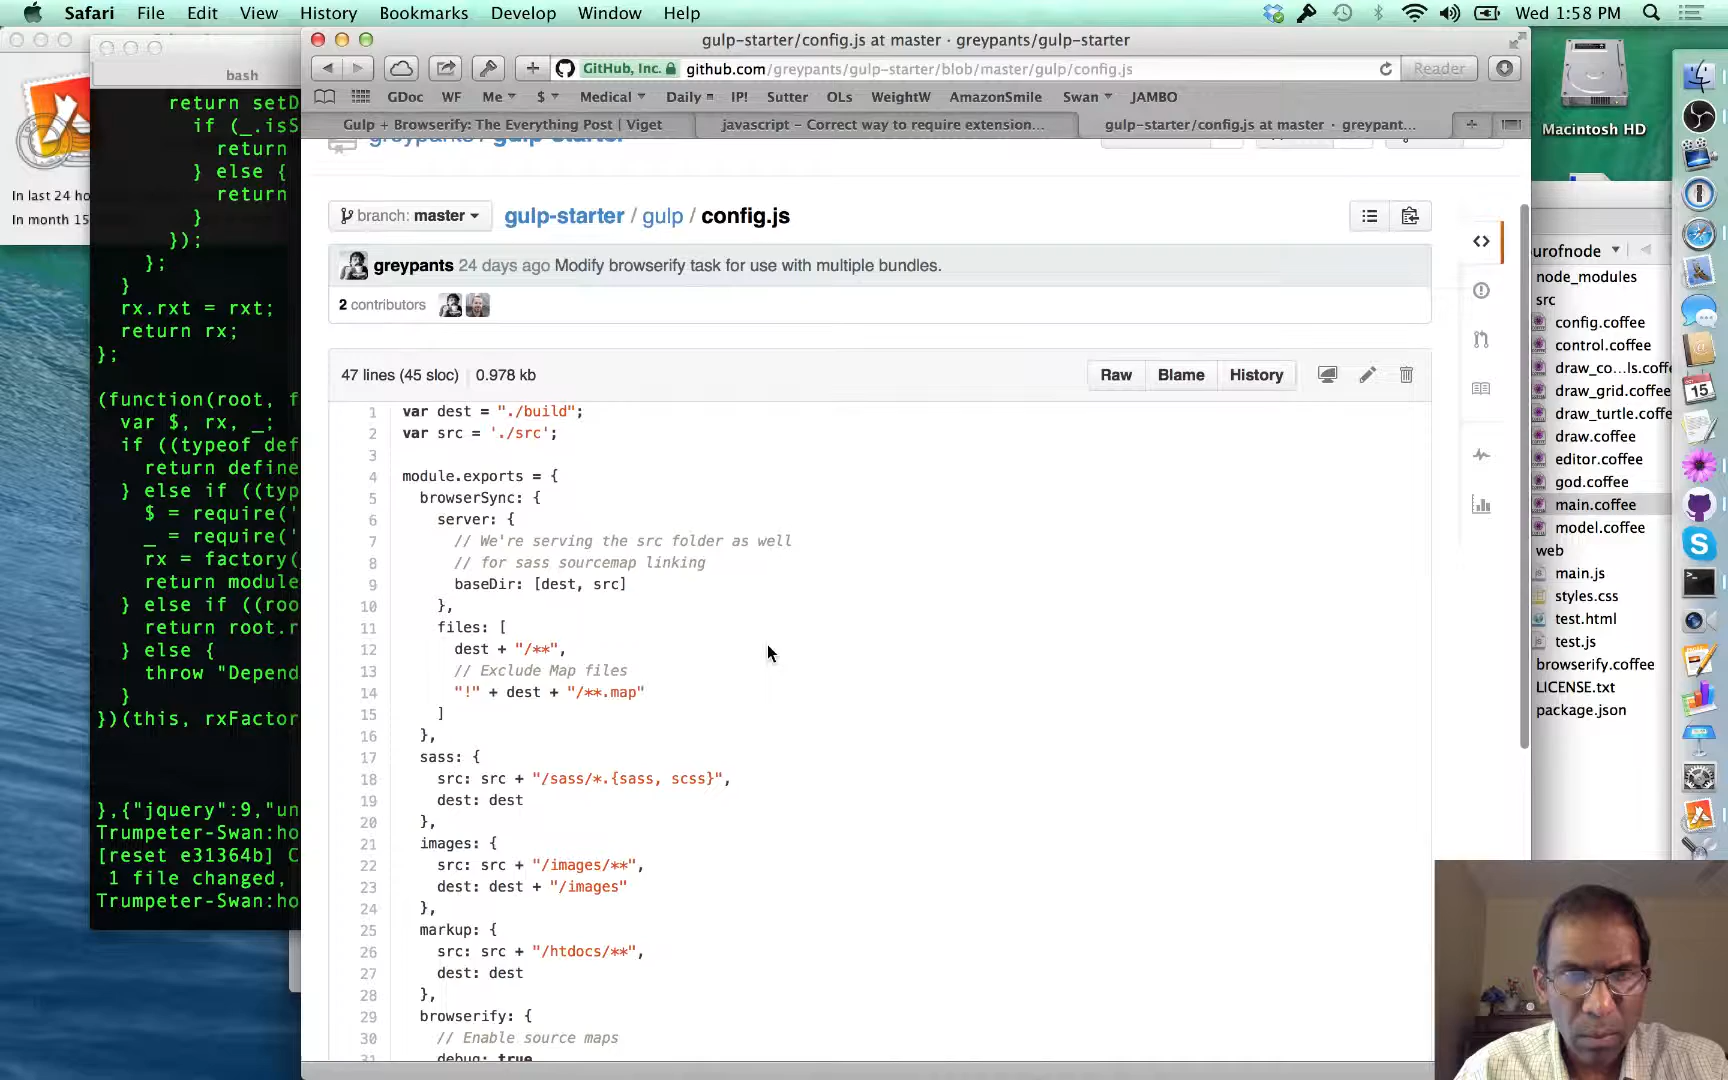 Safari File Edit View History Bookmarks Develop Window Help Wed 1:58 PM
gulp-starter/config.js at master · greypants/gulp-starter
GitHub, Inc. github.com/greypants/gulp-starter/blob/master/gulp/config.js Reader
GDoc WF Me $ Medical Daily IP! Sutter OLs WeightW AmazonSmile Swan JAMBO
Gulp + Browserify: The Everything Post | Viget
javascript - Correct way to require extension...
gulp-starter/config.js at master · greypant...
greypants / gulp-starter
branch: master
gulp-starter / gulp / config.js
greypants 24 days ago Modify browserify task for use with multiple bundles.
2 contributors
47 lines (45 sloc) 0.978 kb
Raw Blame History
1 var dest = "./build";
2 var src = './src';
3
4 module.exports = {
5 browserSync: {
6 server: {
7 // We're serving the src folder as well
8 // for sass sourcemap linking
9 baseDir: [dest, src]
10 },
11 files: [
12 dest + "/**",
13 // Exclude Map files
14 "!" + dest + "/**.map"
15 ]
16 },
17 sass: {
18 src: src + "/sass/*.{sass, scss}",
19 dest: dest
20 },
21 images: {
22 src: src + "/images/**",
23 dest: dest + "/images"
24 },
25 markup: {
26 src: src + "/htdocs/**",
27 dest: dest
28 },
29 browserify: {
30 // Enable source maps
31 debug: true
In last 24 ho
In month 15
bash
return setD
if (_.isS
return
} else {
return
}
});
};
}
rx.rxt = rxt;
return rx;
};
(function(root, f
var $, rx, _;
if ((typeof def
return define
} else if ((typ
$ = require('
_ = require('
rx = factory(
return module
} else if ((roo
return root.r
} else {
throw "Depend
}
})(this, rxFactor
},{"jquery":9,"un
Trumpeter-Swan:ho
[reset e31364b] C
1 file changed,
Trumpeter-Swan:ho
Macintosh HD
urofnode
node_modules
src
config.coffee
control.coffee
draw_co...ls.coffe
draw_grid.coffee
draw_turtle.coffe
draw.coffee
editor.coffee
god.coffee
main.coffee
model.coffee
web
main.js
styles.css
test.html
test.js
browserify.coffee
LICENSE.txt
package.json
OCT
15